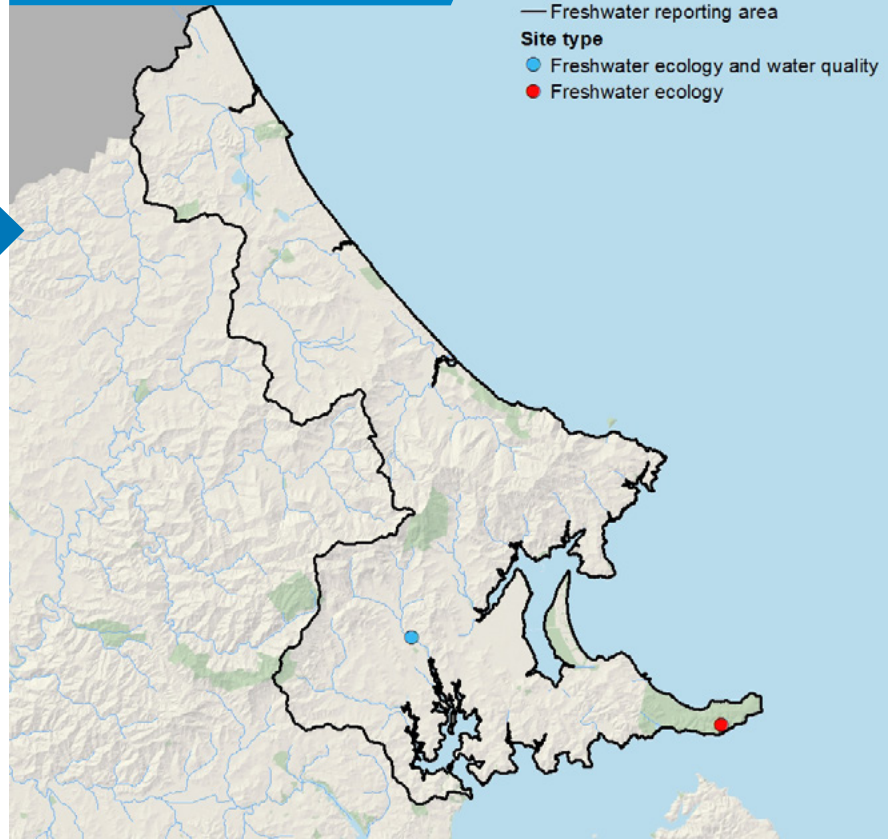 Freshwater reporting area
Site type
Freshwater ecology and water quality
Freshwater ecology